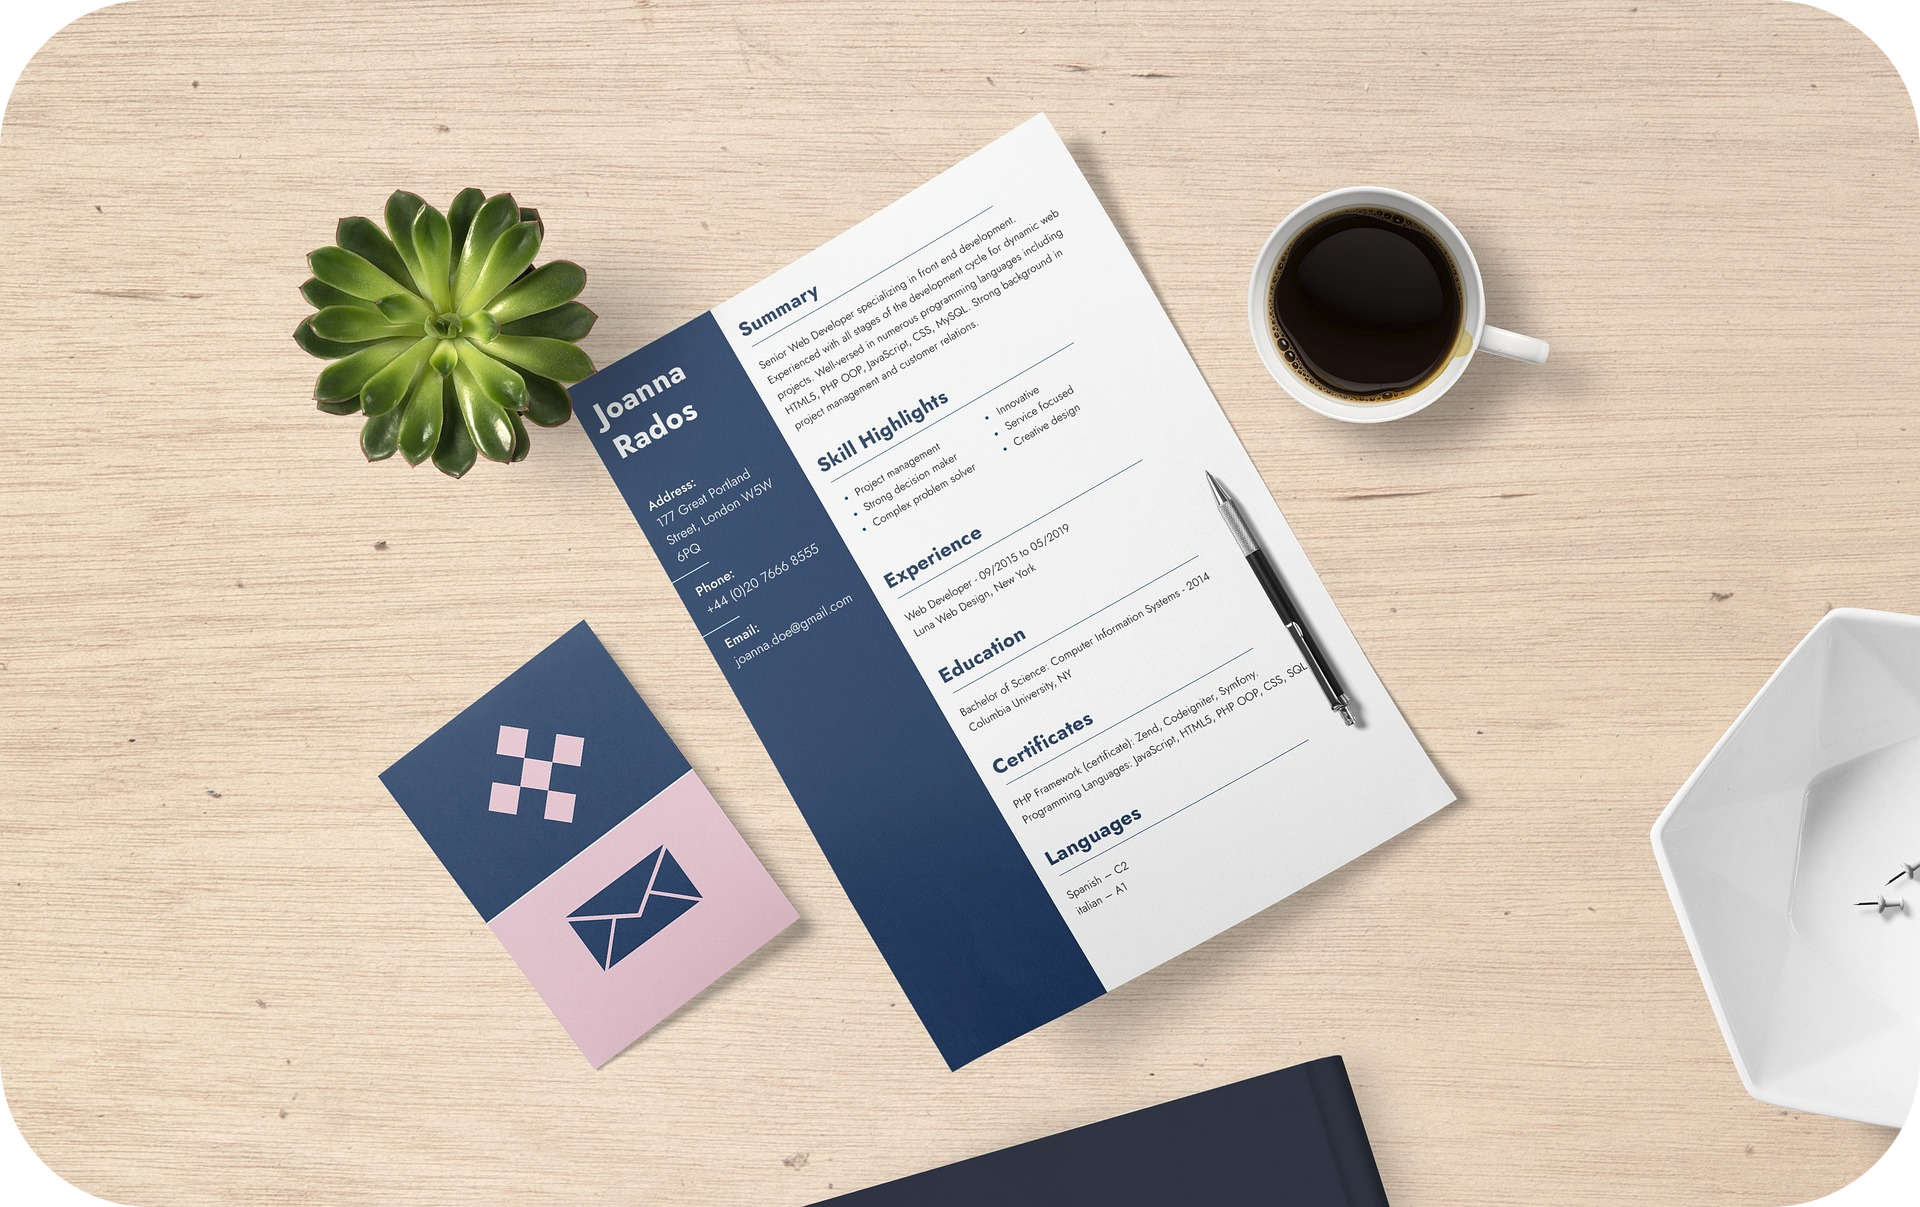 Joanna
Rados
Address:
177 Great Portland
Street, London W5W
6PQ
Phone:
+44 (0)20 7666 8555
Email:
joanna.doe@gmail.com
Summary
Senior Web Developer specializing in front end development.
Experienced with all stages of the development cycle for dynamic web
projects. Well-versed in numerous programming languages including
HTML5, PHP OOP, JavaScript, CSS, MySQL. Strong background in
project management and customer relations.
Skill Highlights
• Project management
• Strong decision maker
• Complex problem solver
• Innovative
• Service focused
• Creative design
Experience
Web Developer - 09/2015 to 05/2019
Luna Web Design, New York
Education
Bachelor of Science: Computer Information Systems - 2014
Columbia University, NY
Certificates
PHP Framework (certificate): Zend, Codeigniter, Symfony.
Programming Languages: JavaScript, HTML5, PHP OOP, CSS, SQL
Languages
Spanish – C2
italian – A1